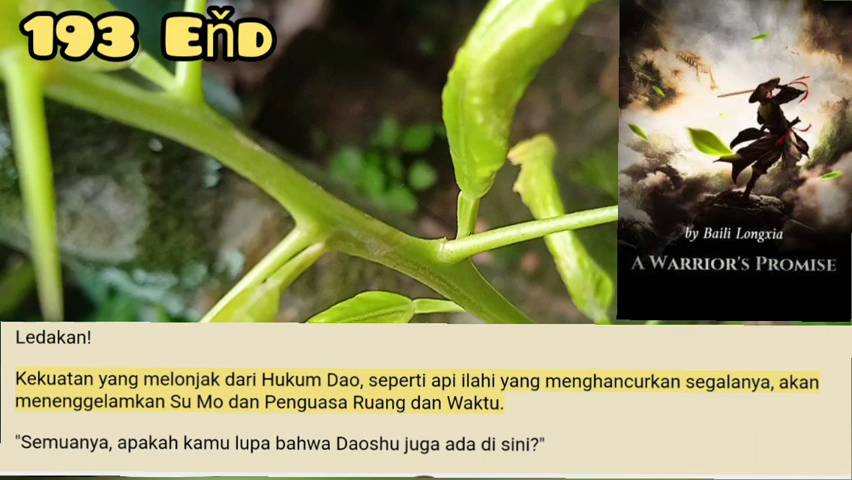 193 Eňd
by Baili Longxia
A Warrior's Promise
Ledakan!
Kekuatan yang melonjak dari Hukum Dao, seperti api ilahi yang menghancurkan segalanya, akan
menenggelamkan Su Mo dan Penguasa Ruang dan Waktu.
"Semuanya, apakah kamu lupa bahwa Daoshu juga ada di sini?"